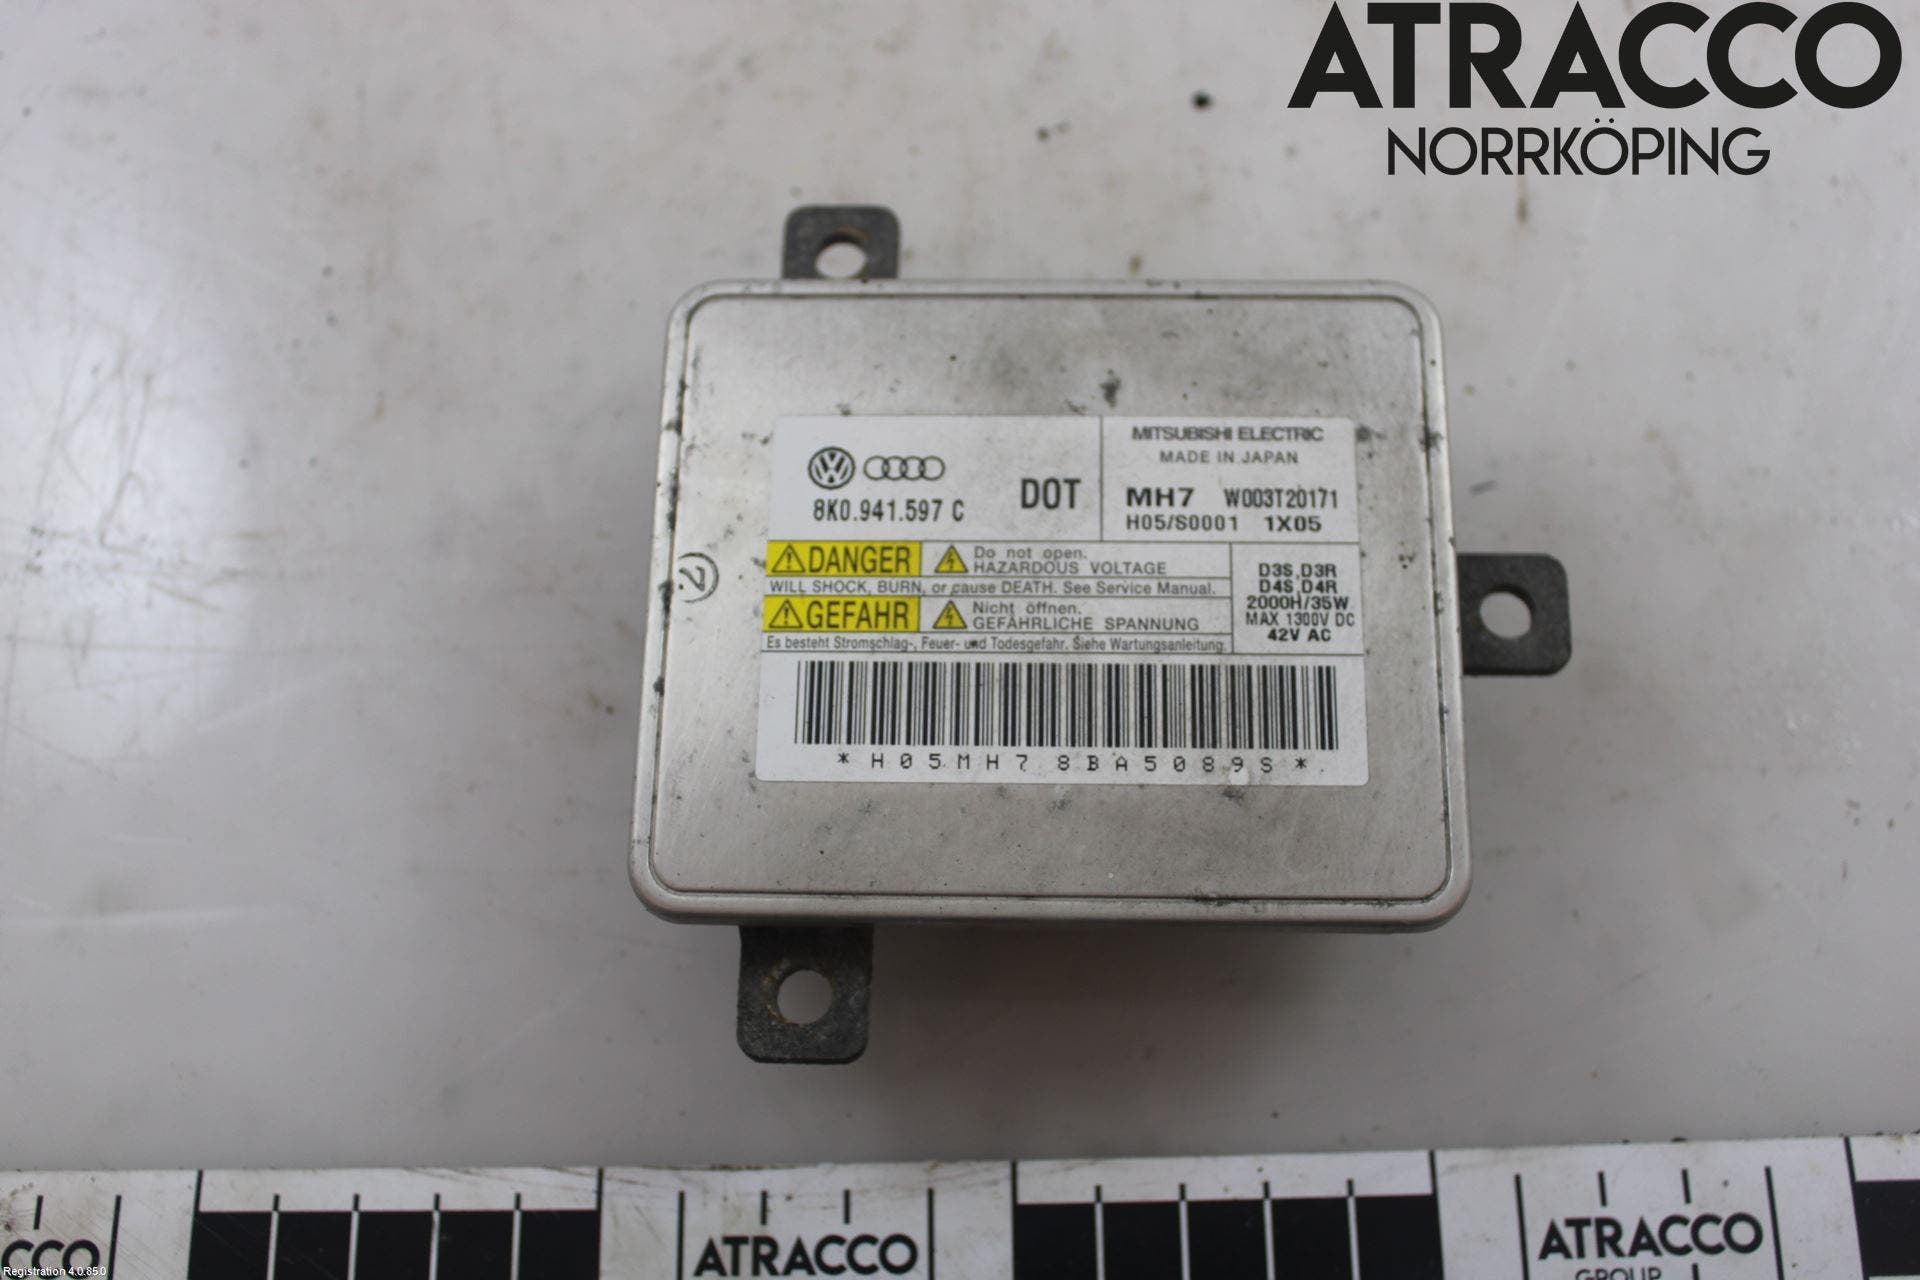 ATRACCO
NORRKÖPING
8K0.941.597 C
DOT
MITSUBISHI ELECTRIC
MADE IN JAPAN
MH7 W003T20171
H05/S0001 1X05
DANGER
Do not open.
HAZARDOUS VOLTAGE
WILL SHOCK, BURN, or cause DEATH. See Service Manual.
GEFAHR
Nicht öffnen.
GEFÄHRLICHE SPANNUNG
Es besteht Stromschlag-, Feuer- und Todesgefahr. Siehe Wartungsanleitung.
D3S,D3R
D4S,D4R
2000H/35W
MAX 1300V DC
42V AC
*H05MH78BA5089S*
2
CCO
ATRACCO
ATRACCO
GROUP
Registration 4.0.85.0